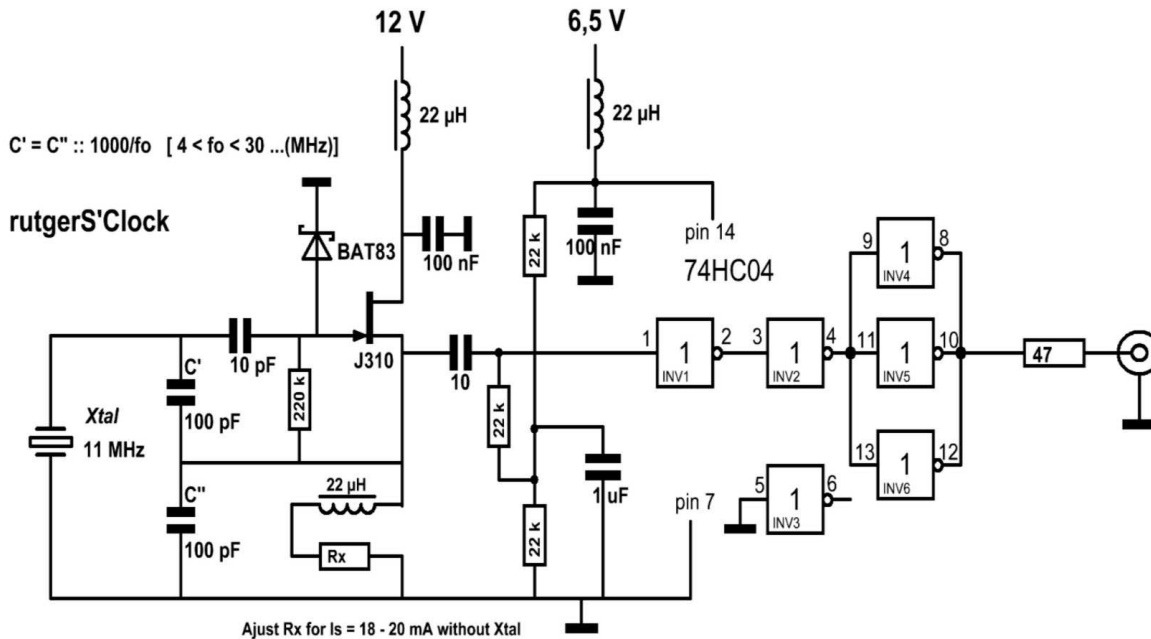 12 V
6,5 V
22 µH
22 µH
C' = C" :: 1000/fo [ 4 < fo < 30 ...(MHz)]
rutgerS'Clock
BAT83
100 nF
22 k
100 nF
pin 14
74HC04
9
1
8
INV4
10 pF
J310
10
1
1
2
INV1
3
1
4
INV2
11
1
10
INV5
47
C'
100 pF
220 k
22 k
Xtal
11 MHz
13
1
12
INV6
C"
100 pF
22 µH
Rx
22 k
1 uF
pin 7
5
1
6
INV3
Ajust Rx for Is = 18 - 20 mA without Xtal